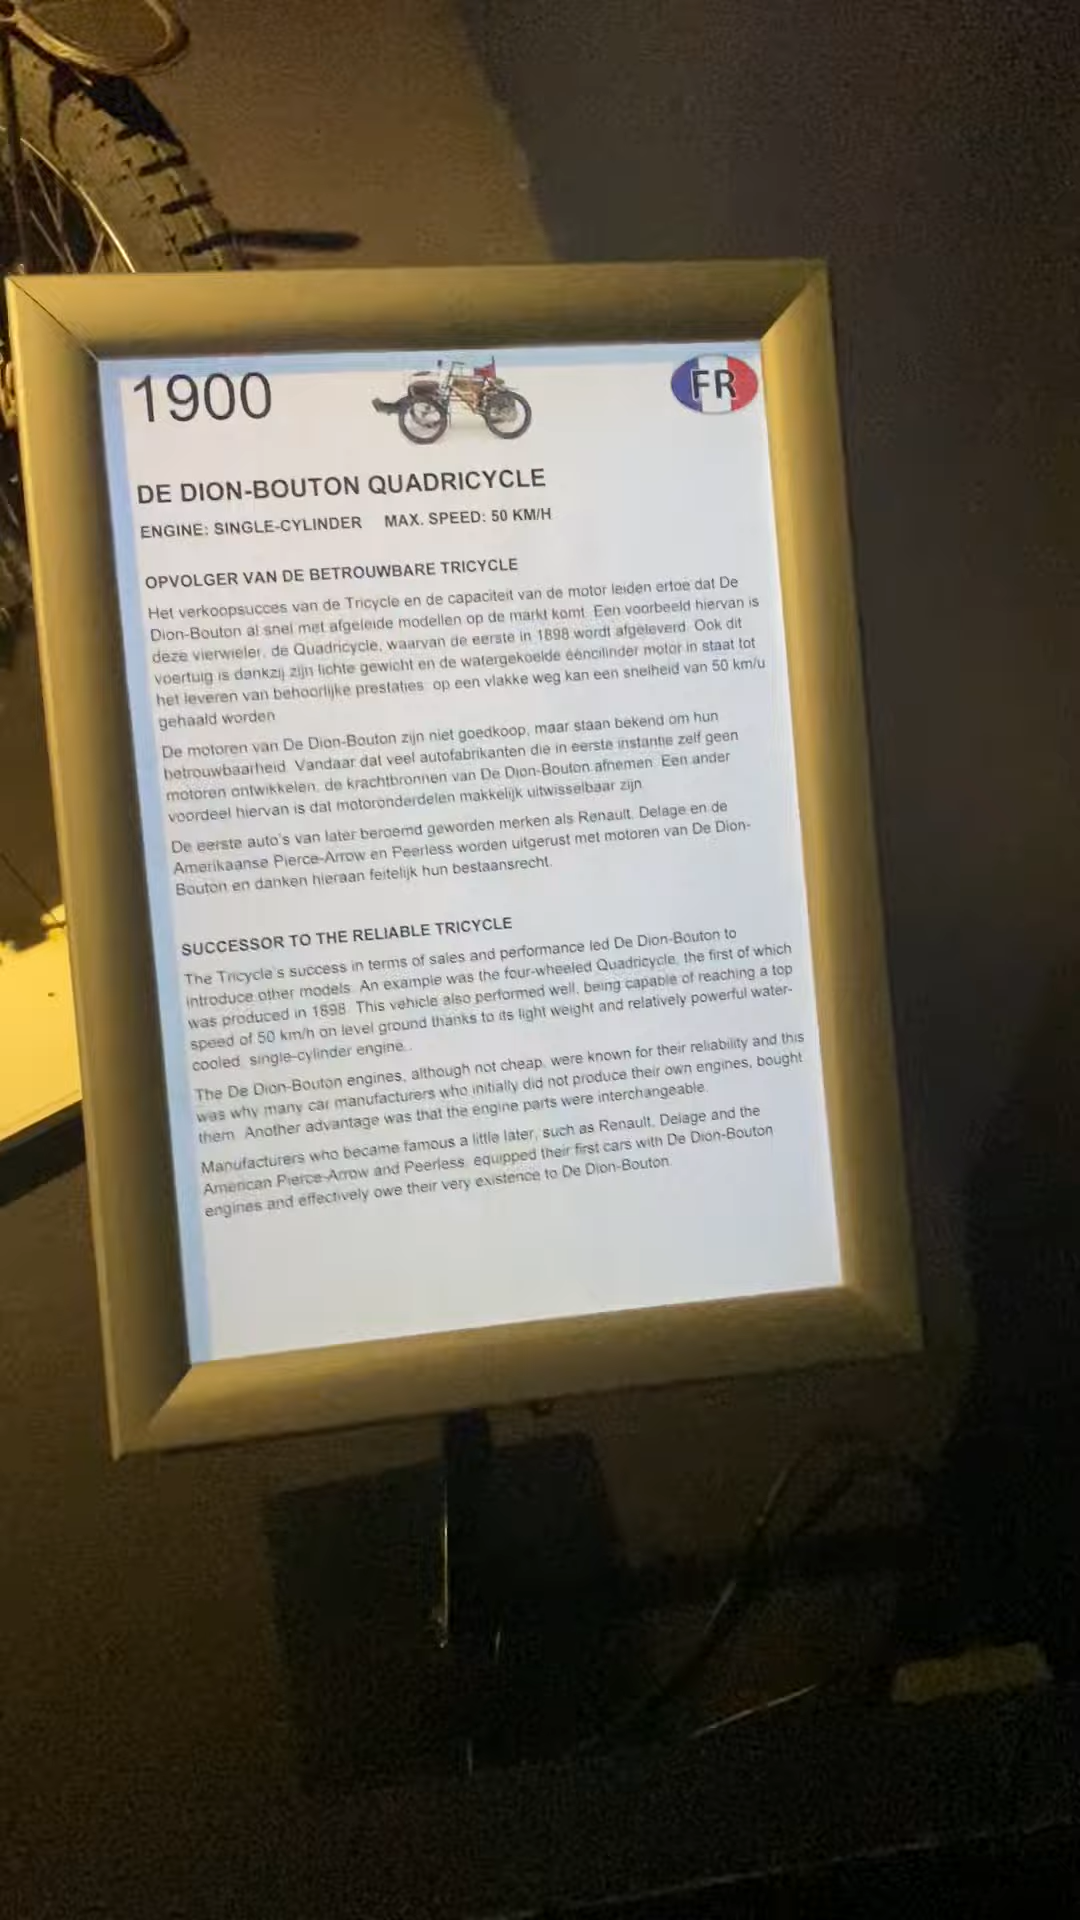 1900
FR
DE DION-BOUTON QUADRICYCLE
ENGINE: SINGLE-CYLINDER MAX. SPEED: 50 KM/H
OPVOLGER VAN DE BETROUWBARE TRICYCLE
Het verkoopsucces van de Tricycle en de capaciteit van de motor leiden ertoe dat De
Dion-Bouton al snel met afgeleide modellen op de markt komt. Een voorbeeld hiervan is
deze vierwieler, de Quadricycle, waarvan de eerste in 1898 wordt afgeleverd. Ook dit
voertuig is dankzij zijn lichte gewicht en de watergekoelde ééncilinder motor in staat tot
het leveren van behoorlijke prestaties: op een vlakke weg kan een snelheid van 50 km/u
gehaald worden.
De motoren van De Dion-Bouton zijn niet goedkoop, maar staan bekend om hun
betrouwbaarheid. Vandaar dat veel autofabrikanten die in eerste instantie zelf geen
motoren ontwikkelen, de krachtbronnen van De Dion-Bouton afnemen. Een ander
voordeel hiervan is dat motoronderdelen makkelijk uitwisselbaar zijn.
De eerste auto's van later beroemd geworden merken als Renault, Delage en de
Amerikaanse Pierce-Arrow en Peerless worden uitgerust met motoren van De Dion-
Bouton en danken hieraan feitelijk hun bestaansrecht.
SUCCESSOR TO THE RELIABLE TRICYCLE
The Tricycle's success in terms of sales and performance led De Dion-Bouton to
introduce other models. An example was the four-wheeled Quadricycle, the first of which
was produced in 1898. This vehicle also performed well, being capable of reaching a top
speed of 50 km/h on level ground thanks to its light weight and relatively powerful water-
cooled, single-cylinder engine..
The De Dion-Bouton engines, although not cheap, were known for their reliability and this
was why many car manufacturers who initially did not produce their own engines, bought
them. Another advantage was that the engine parts were interchangeable.
Manufacturers who became famous a little later, such as Renault, Delage and the
American Pierce-Arrow and Peerless, equipped their first cars with De Dion-Bouton
engines and effectively owe their very existence to De Dion-Bouton.